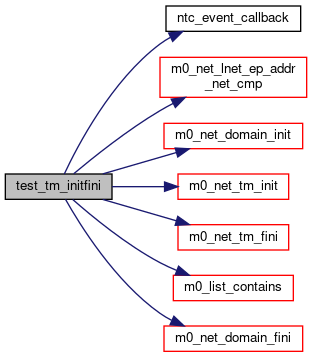 ntc_event_callback
m0_net_lnet_ep_addr
_net_cmp
m0_net_domain_init
test_tm_initfini
m0_net_tm_init
m0_net_tm_fini
m0_list_contains
m0_net_domain_fini